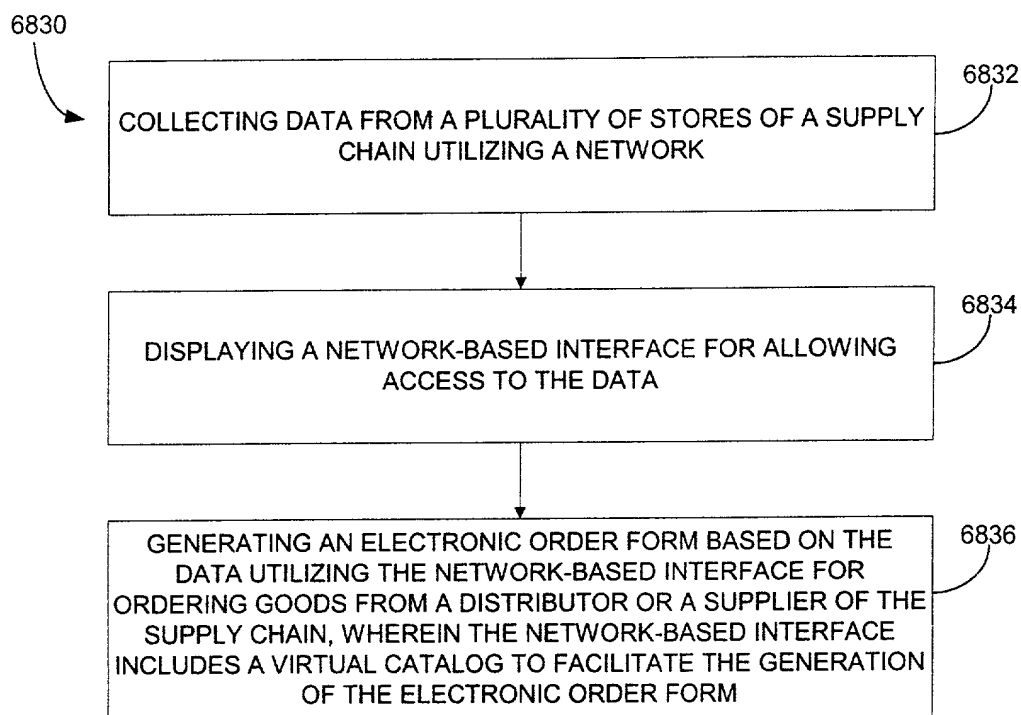 6830
6832
COLLECTING DATA FROM A PLURALITY OF STORES OF A SUPPLY
CHAIN UTILIZING A NETWORK
6834
DISPLAYING A NETWORK-BASED INTERFACE FOR ALLOWING
ACCESS TO THE DATA
6836
GENERATING AN ELECTRONIC ORDER FORM BASED ON THE
DATA UTILIZING THE NETWORK-BASED INTERFACE FOR
ORDERING GOODS FROM A DISTRIBUTOR OR A SUPPLIER OF THE
SUPPLY CHAIN, WHEREIN THE NETWORK-BASED INTERFACE
INCLUDES A VIRTUAL CATALOG TO FACILITATE THE GENERATION
OF THE ELECTRONIC ORDER FORM